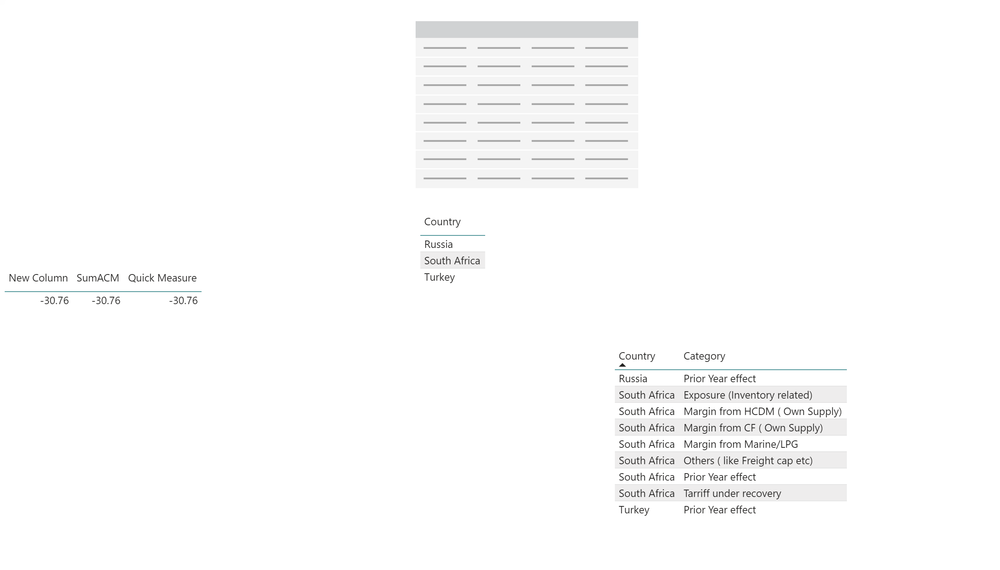 Country
Russia
South Africa
Turkey
New Column SumACM Quick Measure
-30.76 -30.76 -30.76
Country Category
Russia Prior Year effect
South Africa Exposure (Inventory related)
South Africa Margin from HCDM ( Own Supply)
South Africa Margin from CF ( Own Supply)
South Africa Margin from Marine/LPG
South Africa Others ( like Freight cap etc)
South Africa Prior Year effect
South Africa Tarriff under recovery
Turkey Prior Year effect